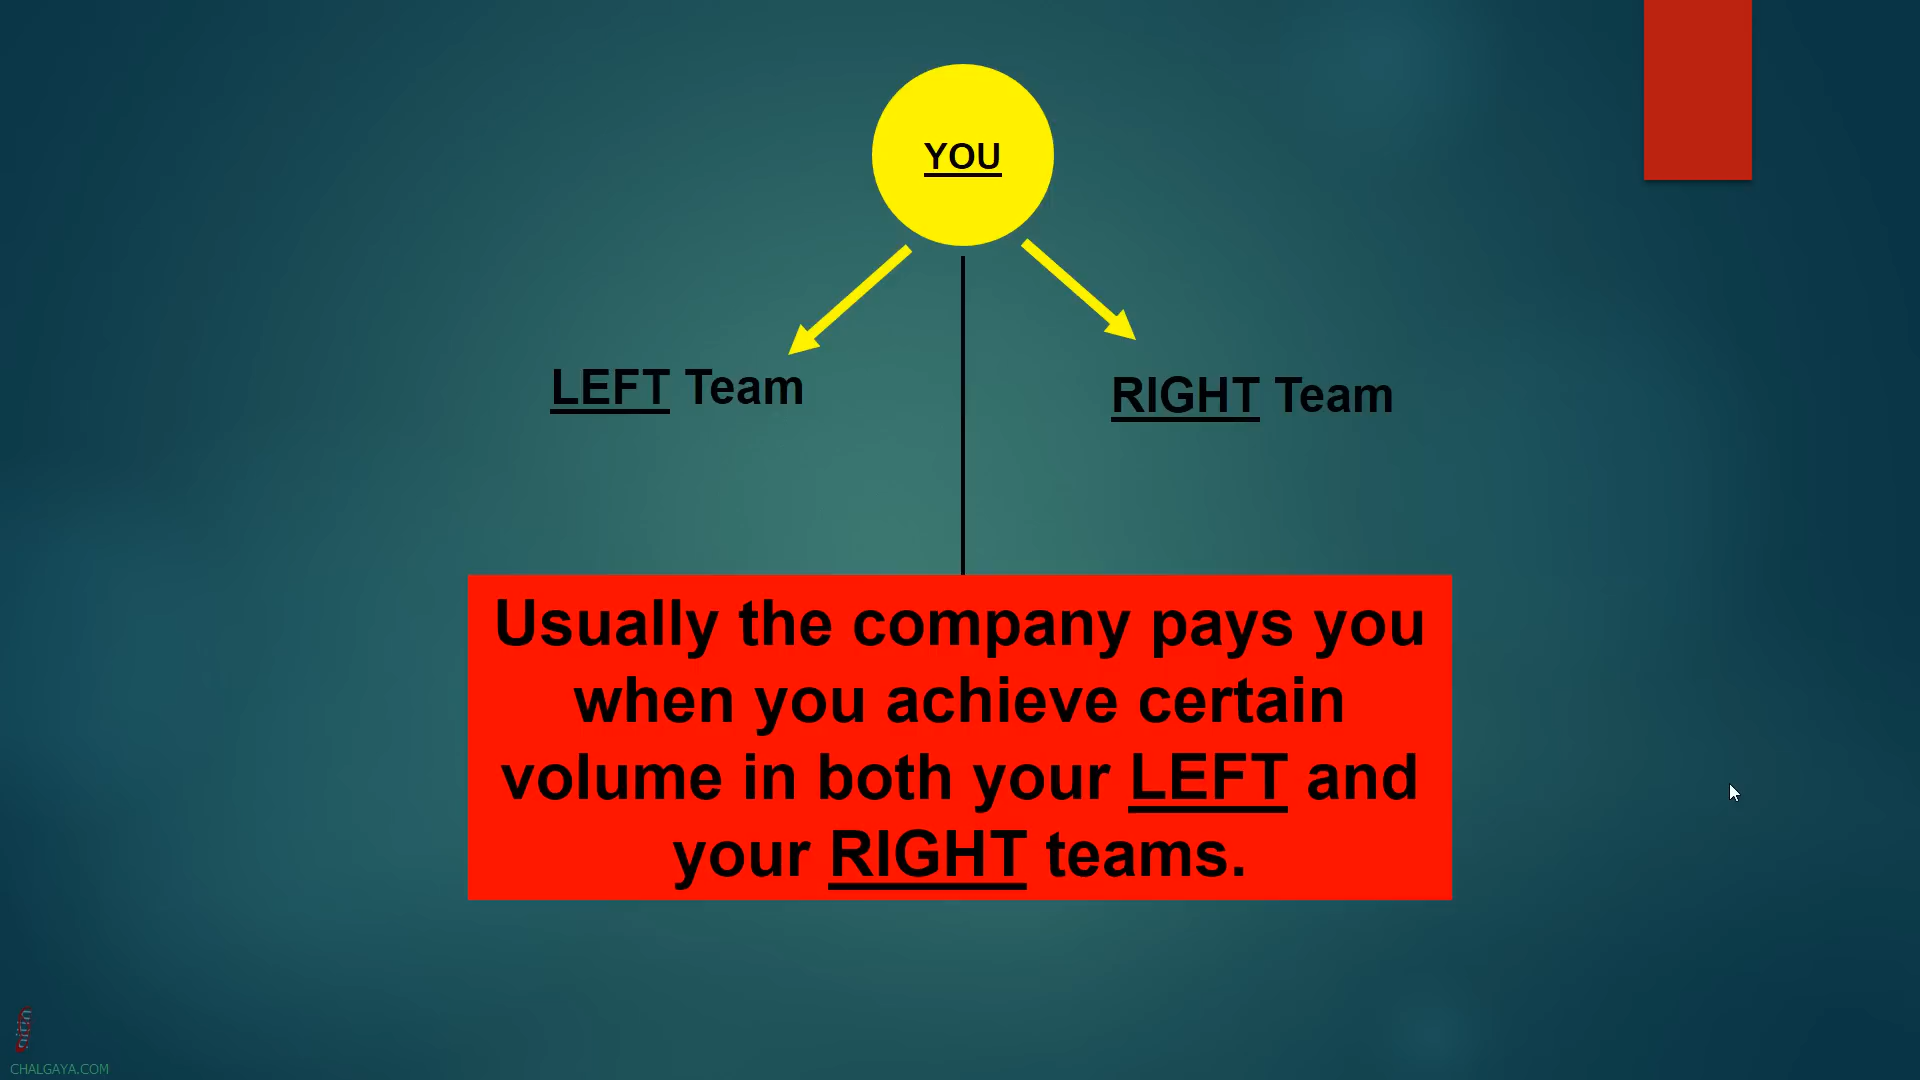 YOU
LEFT Team
RIGHT Team
Usually the company pays you
when you achieve certain
volume in both your LEFT and
your RIGHT teams.
CHALGAYA.COM